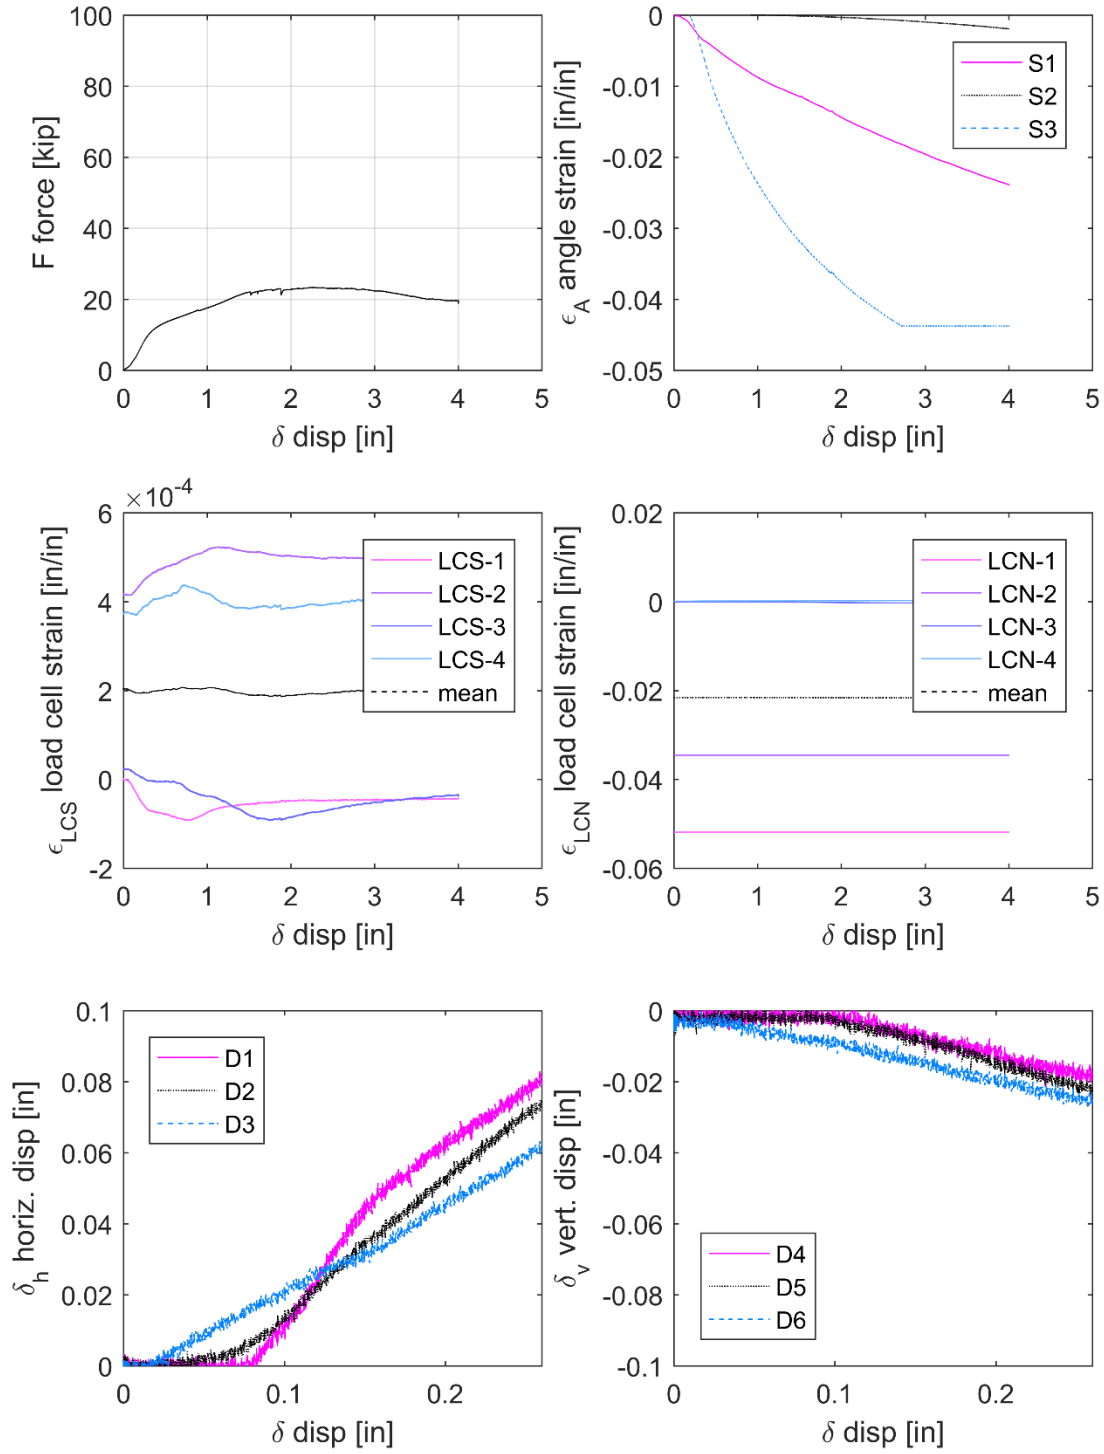 F force [kip]
100
80
60
40
20
0
0 1 2 3 4 5
δ disp [in]
ϵA angle strain [in/in]
0
-0.01
-0.02
-0.03
-0.04
-0.05
S1
S2
S3
0 1 2 3 4 5
δ disp [in]
×10-4
ϵLCS load cell strain [in/in]
6
4
2
0
-2
LCS-1
LCS-2
LCS-3
LCS-4
mean
0 1 2 3 4 5
δ disp [in]
ϵLCN load cell strain [in/in]
0.02
0
-0.02
-0.04
-0.06
LCN-1
LCN-2
LCN-3
LCN-4
mean
0 1 2 3 4 5
δ disp [in]
δh horiz. disp [in]
0.1
0.08
0.06
0.04
0.02
0
D1
D2
D3
0 0.1 0.2
δ disp [in]
δv vert. disp [in]
0
-0.02
-0.04
-0.06
-0.08
-0.1
D4
D5
D6
0 0.1 0.2
δ disp [in]